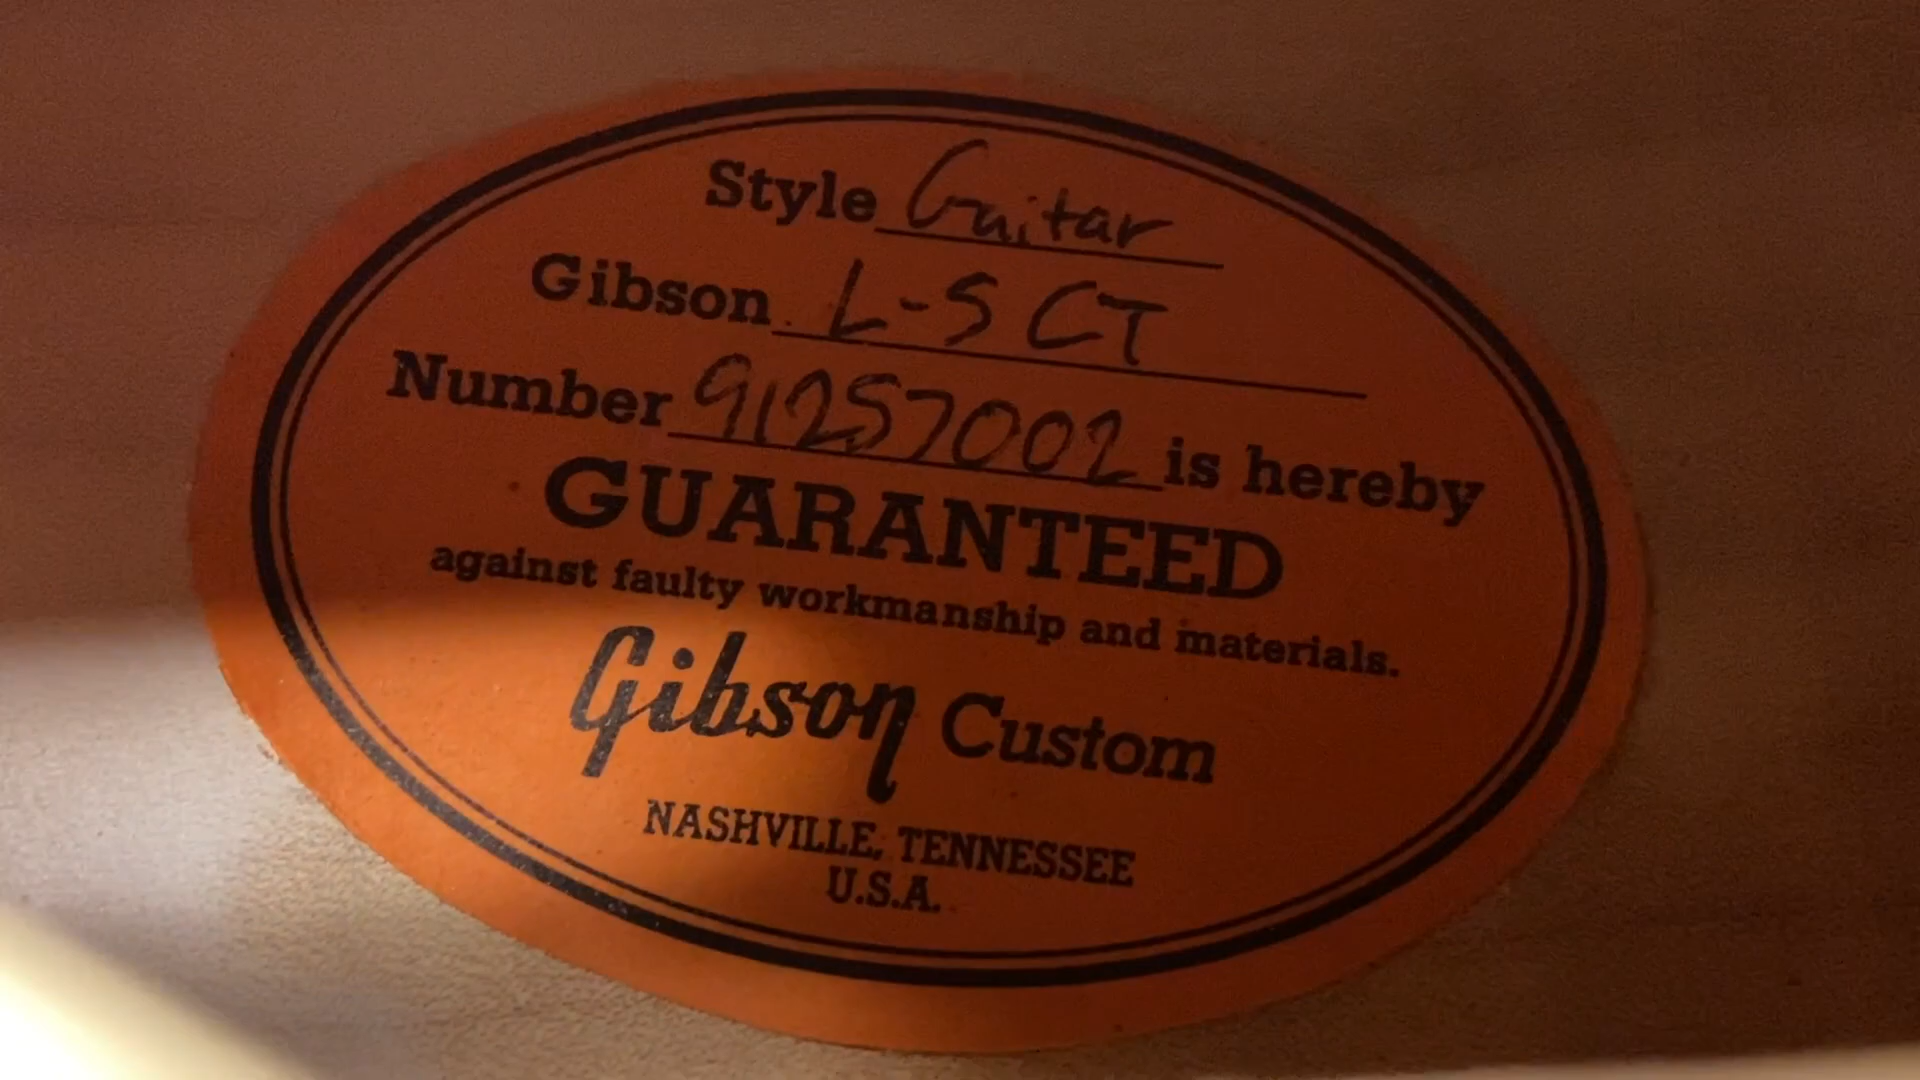 Style Guitar
Gibson L-5 CT
Number 91257002 is hereby
GUARANTEED
against faulty workmanship and materials.
Gibson Custom
NASHVILLE, TENNESSEE
U.S.A.